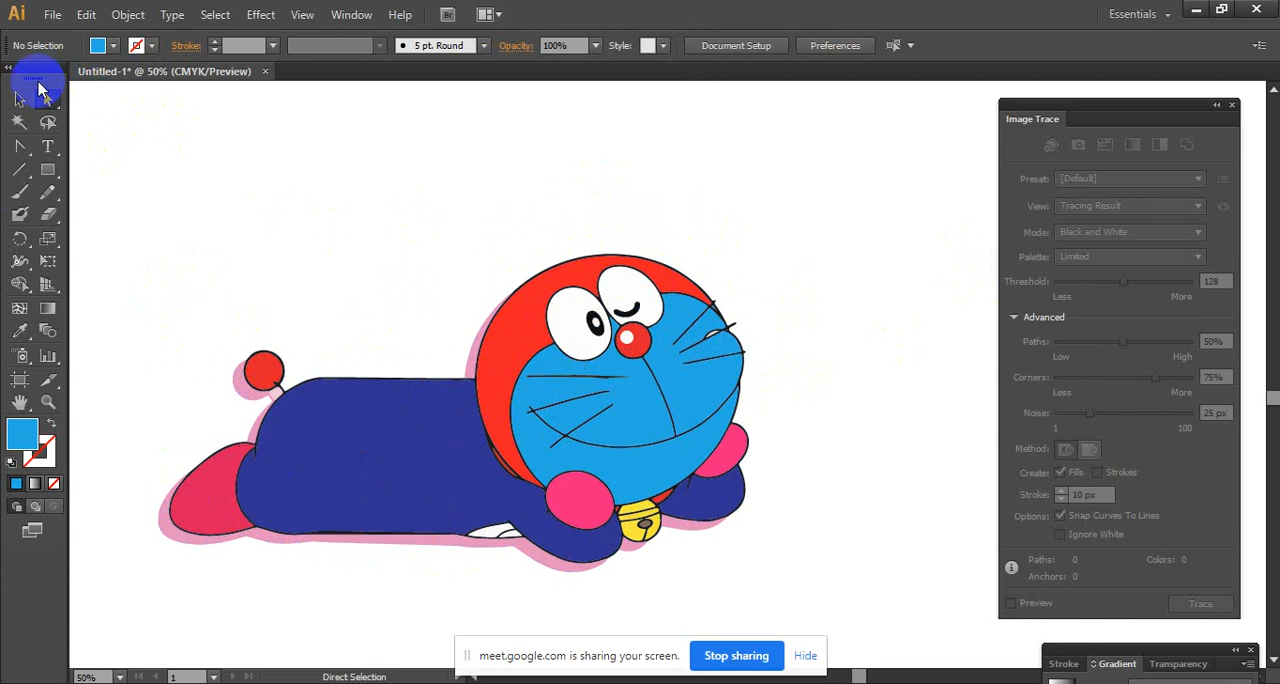 Ai File Edit Object Type Select Effect View Window Help Br Essentials
No Selection Stroke: 5 pt. Round Opacity: 100% Style: Document Setup Preferences
Untitled-1* @ 50% (CMYK/Preview) ×
Image Trace
Preset: [Default]
View: Tracing Result
Mode: Black and White
Palette: Limited
Threshold: 128
Less More
Advanced
Paths: 50%
Low High
Corners: 75%
Less More
Noise: 25 px
1 100
Method:
Create: Fills Strokes
Stroke: 10 px
Options: Snap Curves To Lines
Ignore White
Paths: 0 Colors: 0
Anchors: 0
Preview Trace
meet.google.com is sharing your screen. Stop sharing Hide
Stroke Gradient Transparency
50% 1 Direct Selection